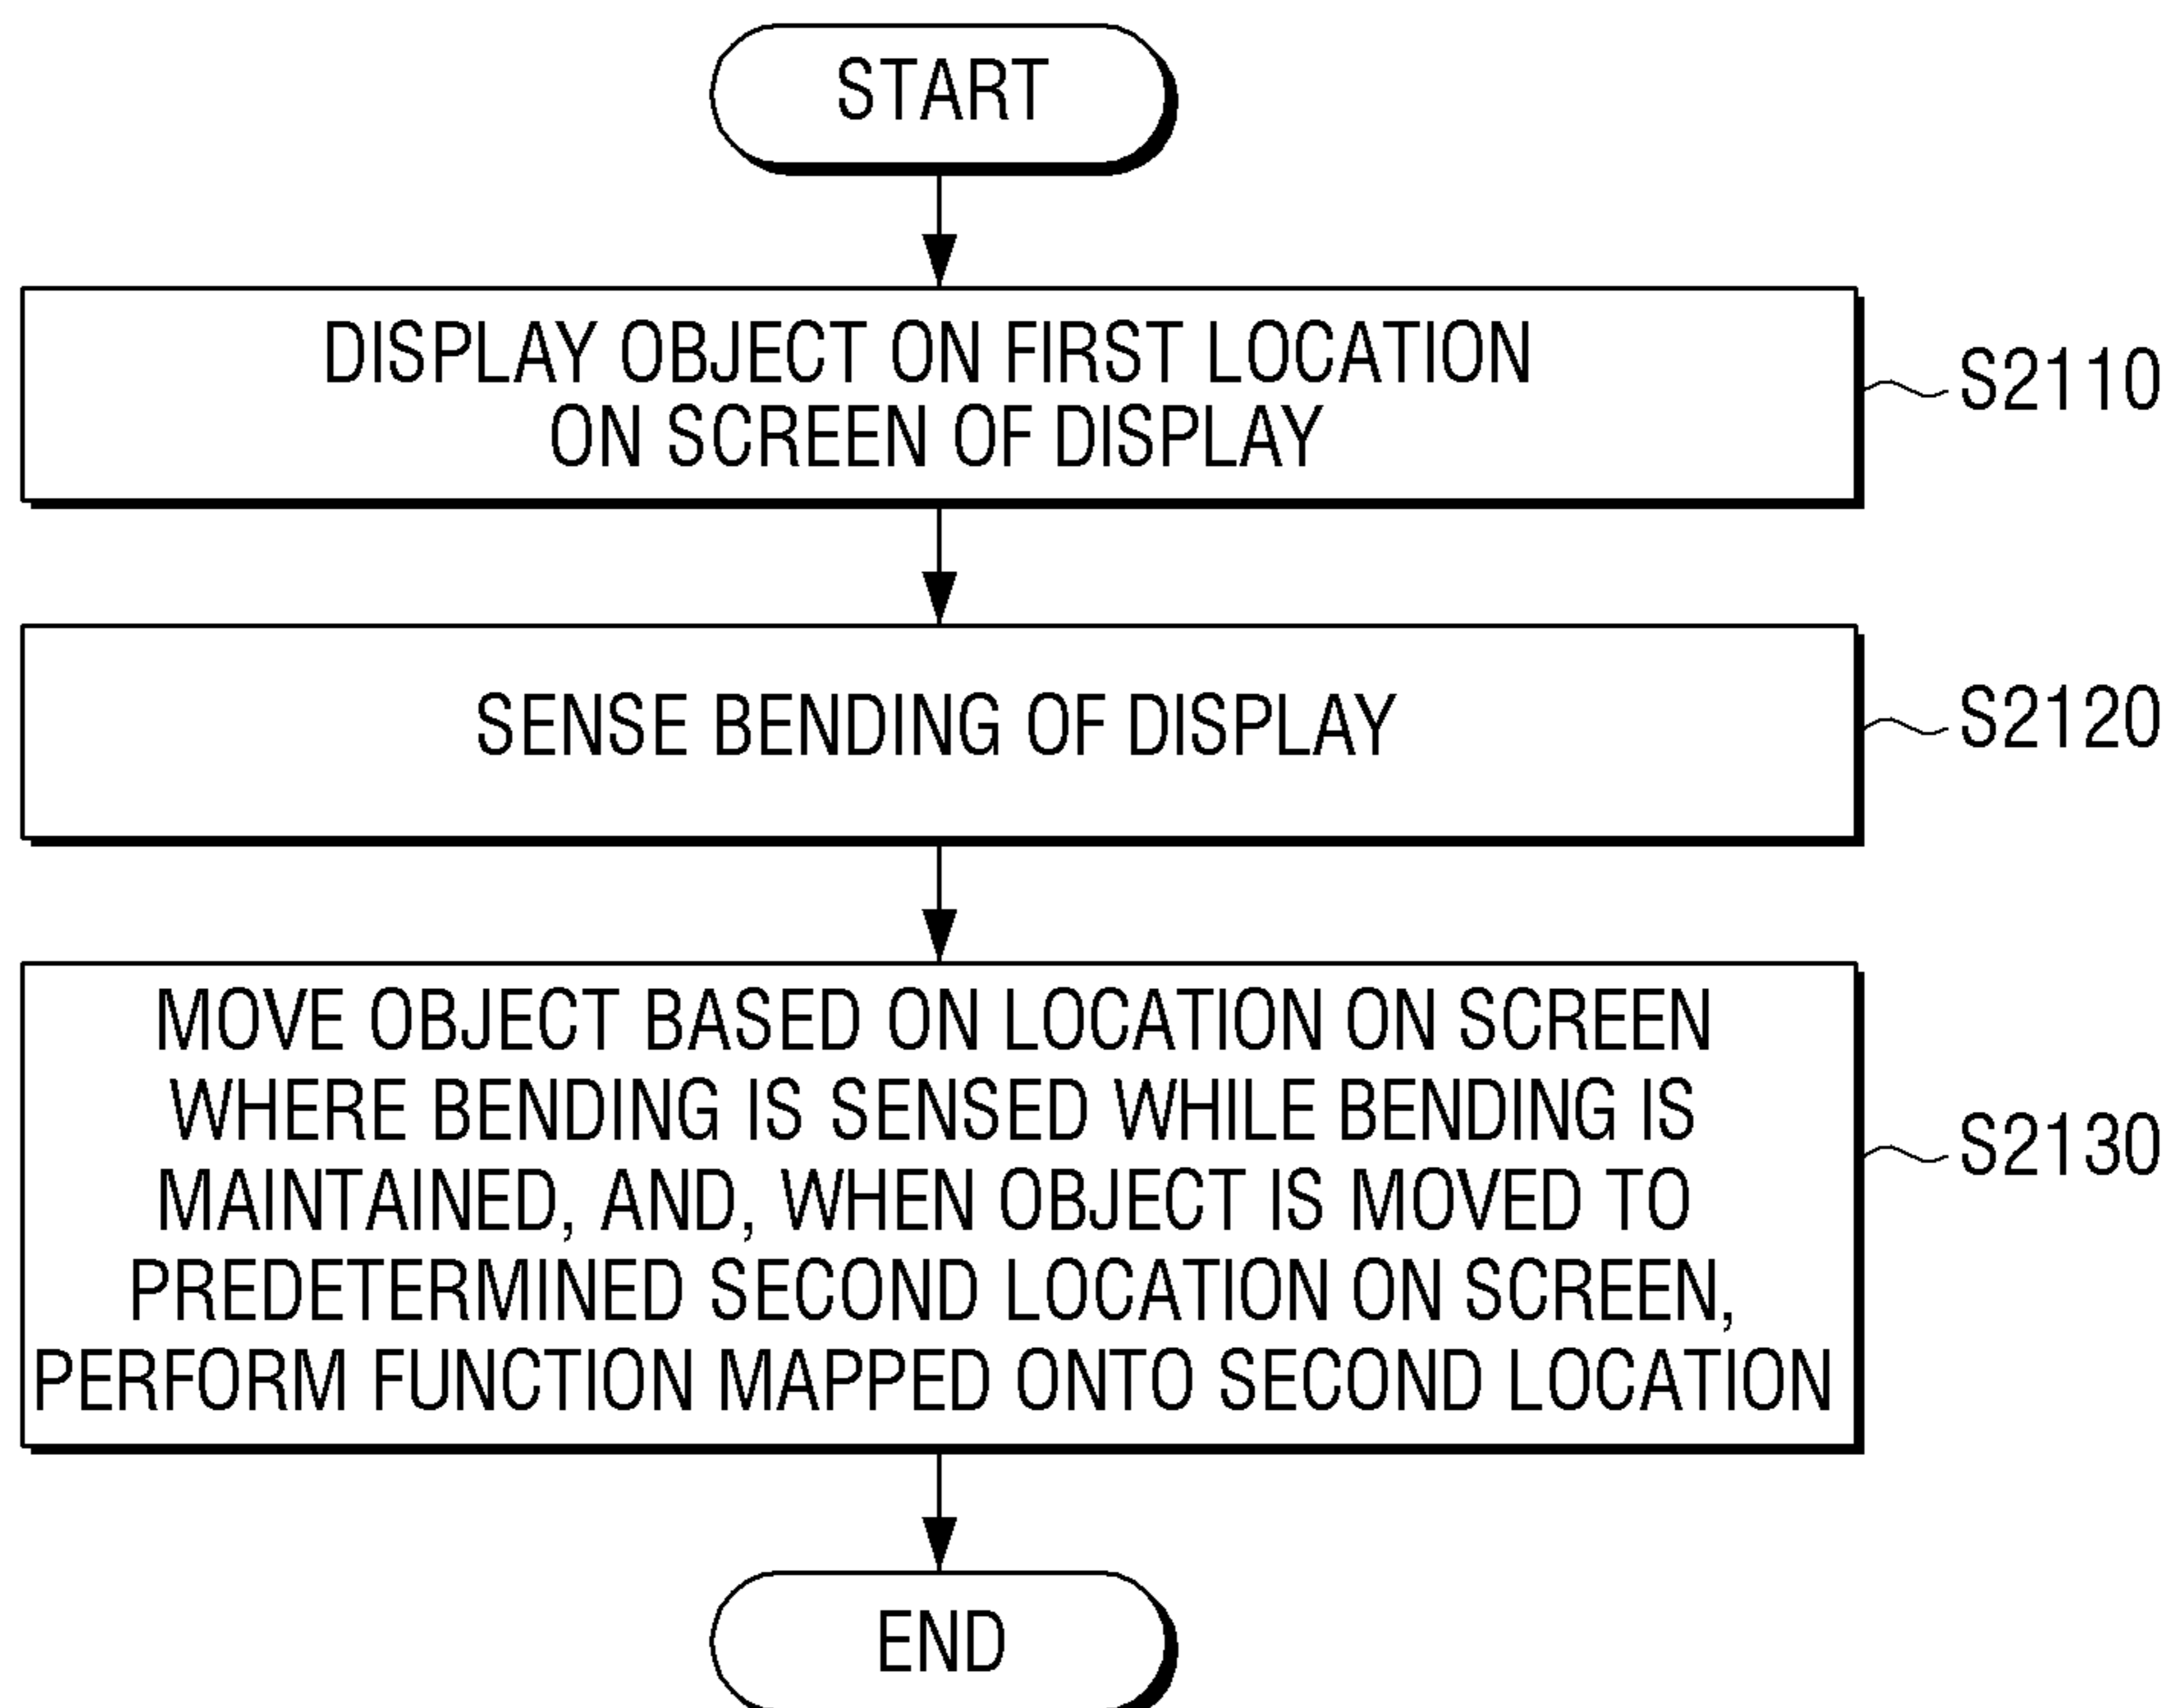 START
DISPLAY OBJECT ON FIRST LOCATION
ON SCREEN OF DISPLAY
S2110
SENSE BENDING OF DISPLAY
S2120
MOVE OBJECT BASED ON LOCATION ON SCREEN
WHERE BENDING IS SENSED WHILE BENDING IS
MAINTAINED, AND, WHEN OBJECT IS MOVED TO
PREDETERMINED SECOND LOCATION ON SCREEN,
PERFORM FUNCTION MAPPED ONTO SECOND LOCATION
S2130
END